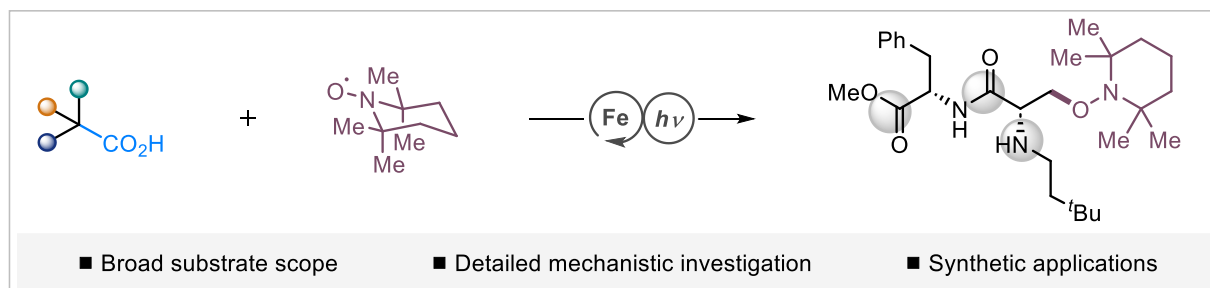 CO₂H
+
O·
N
Me
Me
Me
Me
Fe
hν
Ph
MeO
O
N
H
O
HN
ᵗBu
O
N
Me
Me
Me
Me
■ Broad substrate scope
■ Detailed mechanistic investigation
■ Synthetic applications